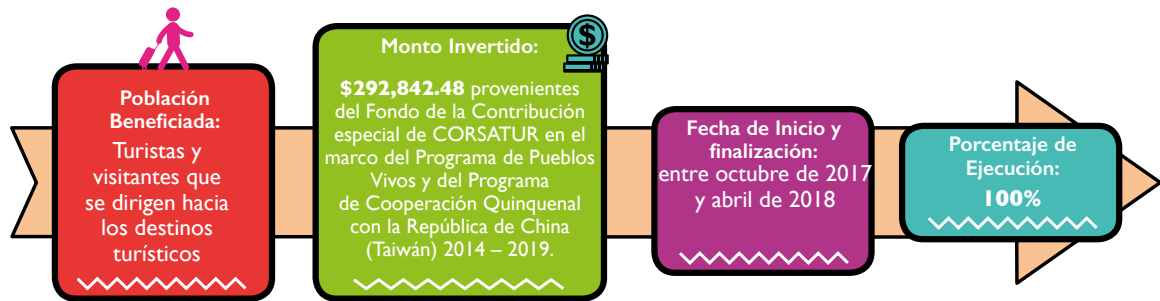 Población
Beneficiada:
Turistas y
visitantes que
se dirigen hacia
los destinos
turísticos
Monto Invertido:
$
$292,842.48 provenientes
del Fondo de la Contribución
especial de CORSATUR en el
marco del Programa de Pueblos
Vivos y del Programa
de Cooperación Quinquenal
con la República de China
(Taiwán) 2014 – 2019.
Fecha de Inicio y
finalización:
entre octubre de 2017
y abril de 2018
Porcentaje de
Ejecución:
100%